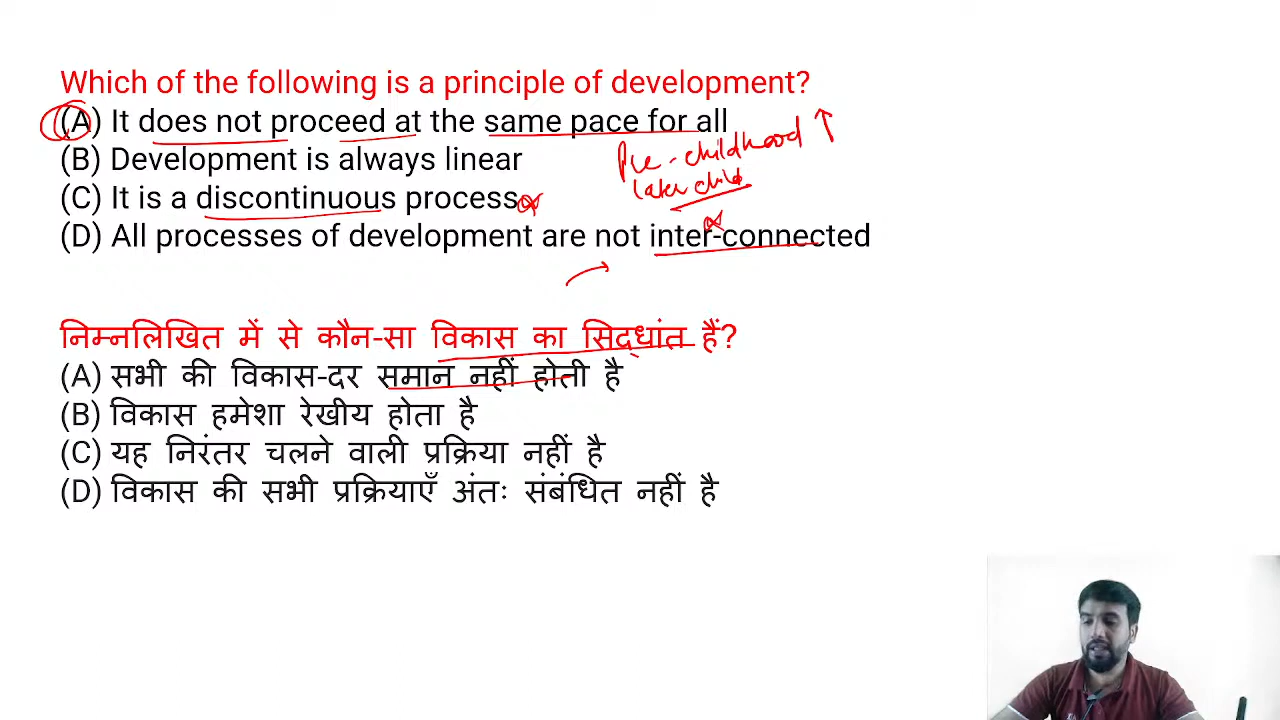 Which of the following is a principle of development?
(A) It does not proceed at the same pace for all
(B) Development is always linear
Pre-childhood
(C) It is a discontinuous process
later child
(D) All processes of development are not inter-connected
निम्नलिखित में से कौन-सा विकास का सिद्धांत हैं?
(A) सभी की विकास-दर समान नहीं होती है
(B) विकास हमेशा रेखीय होता है
(C) यह निरंतर चलने वाली प्रक्रिया नहीं है
(D) विकास की सभी प्रक्रियाएँ अंतः संबंधित नहीं है